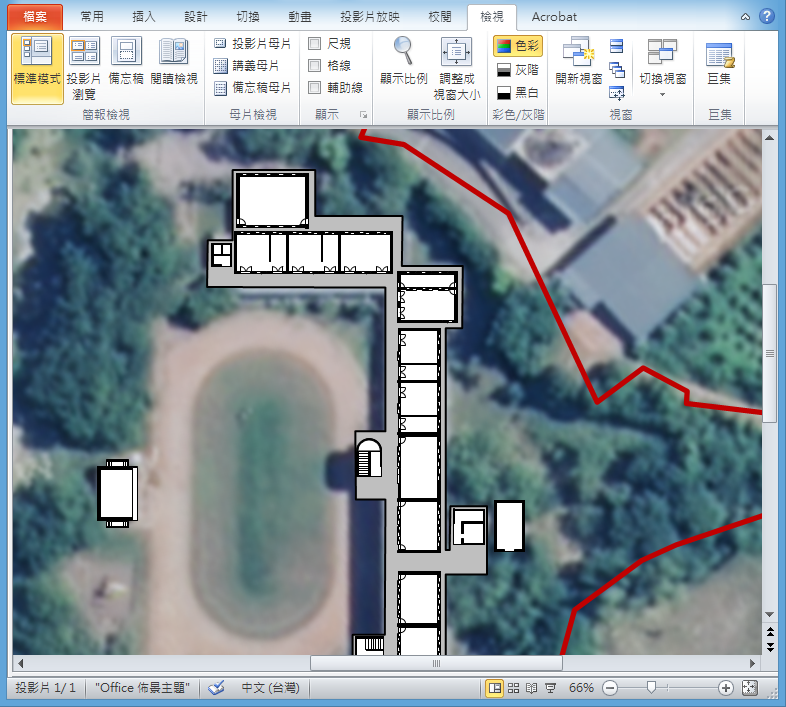 檔案 常用 插入 設計 切換 動畫 投影片放映 校閱 檢視 Acrobat
標準模式 投影片瀏覽 備忘稿 閱讀檢視
簡報檢視
投影片母片
講義母片
備忘稿母片
母片檢視
尺規
格線
輔助線
顯示
顯示比例 調整成視窗大小
顯示比例
色彩
灰階
黑白
彩色/灰階
開新視窗 切換視窗
視窗
巨集
巨集
投影片 1/ 1 "Office 佈景主題" 中文 (台灣) 66%